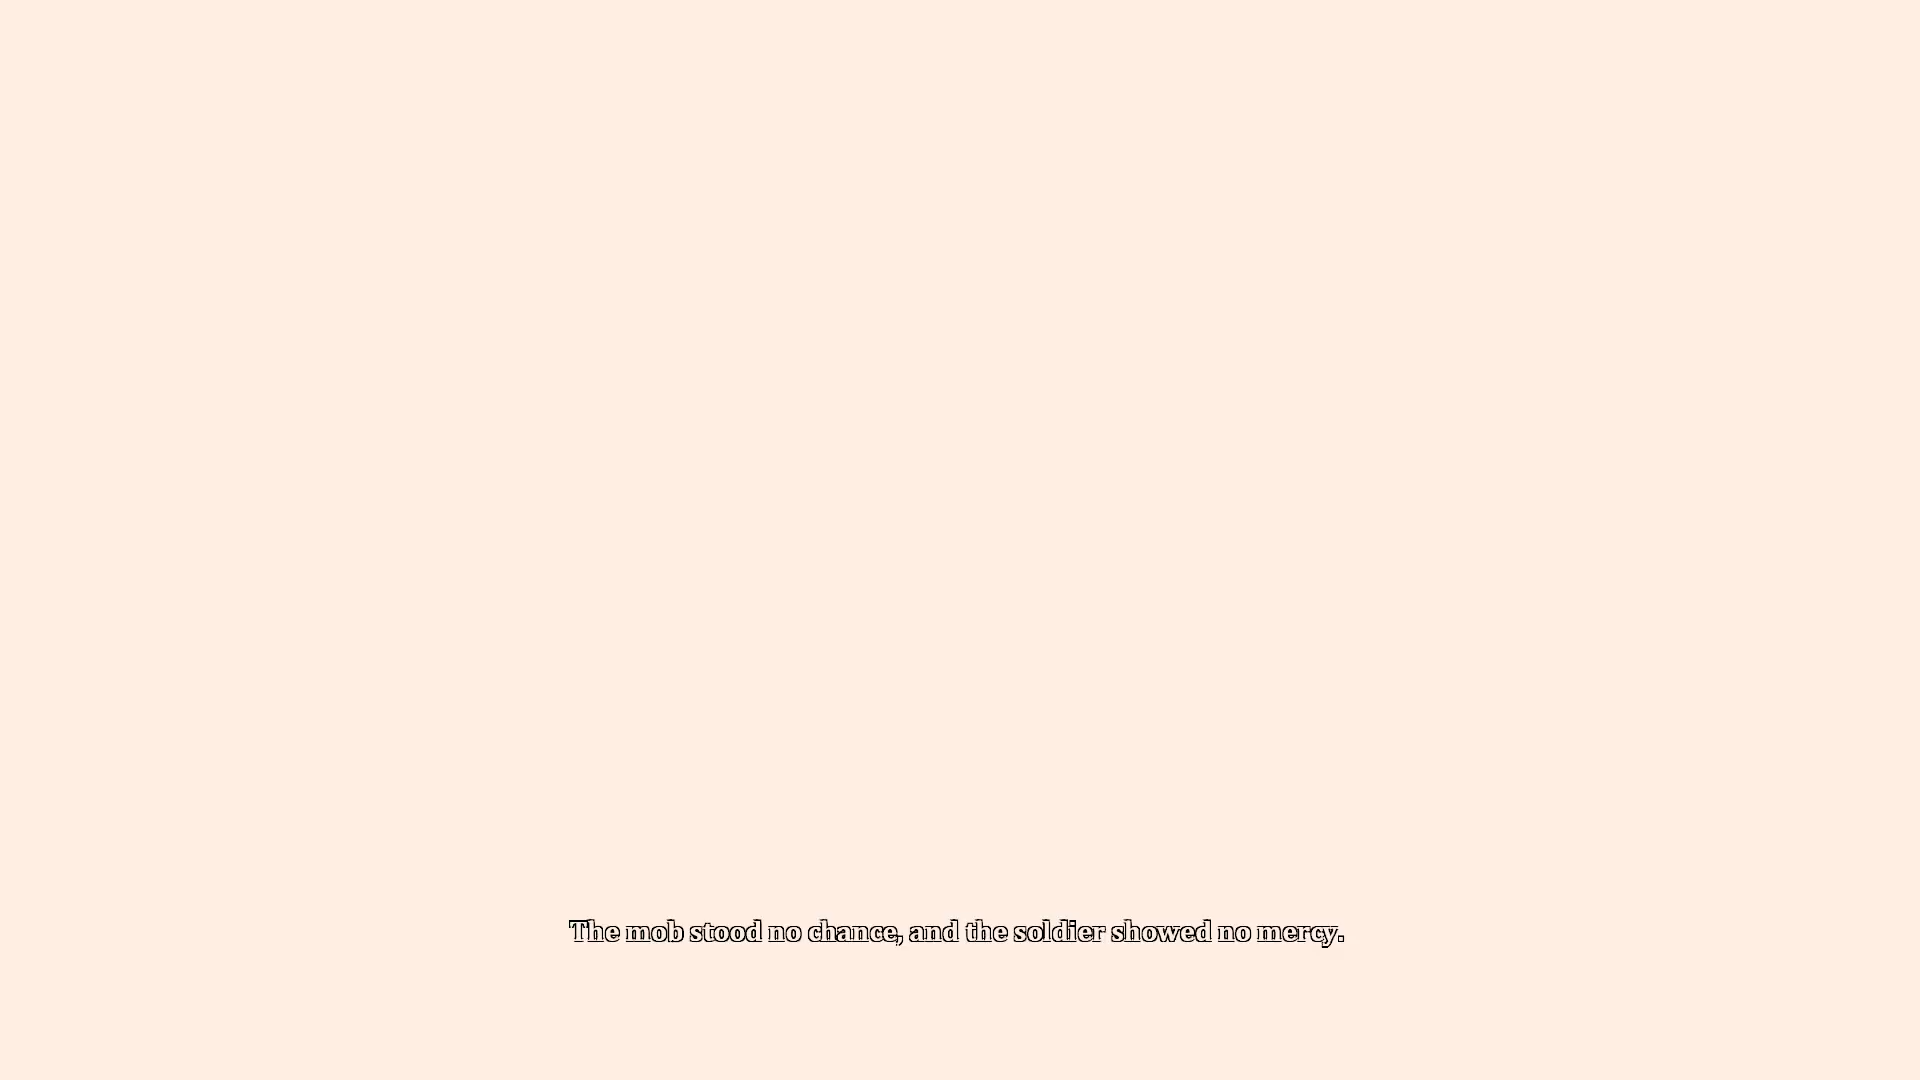 The mob stood no chance, and the soldier showed no mercy.